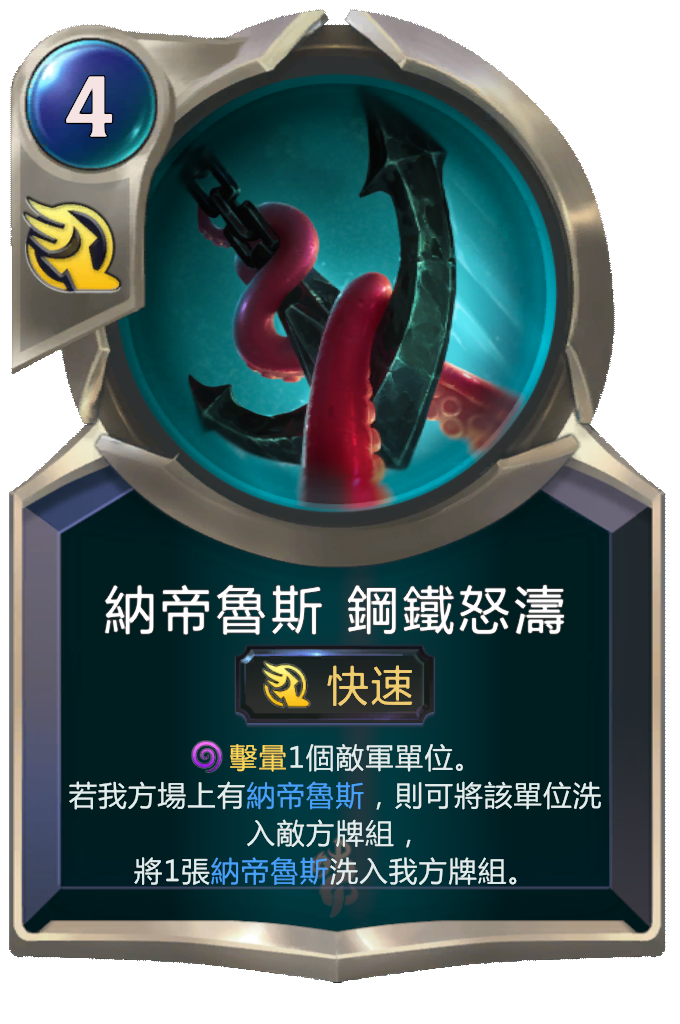 4
納帝魯斯 鋼鐵怒濤
快速
擊暈1個敵軍單位。
若我方場上有納帝魯斯，則可將該單位洗
入敵方牌組，
將1張納帝魯斯洗入我方牌組。